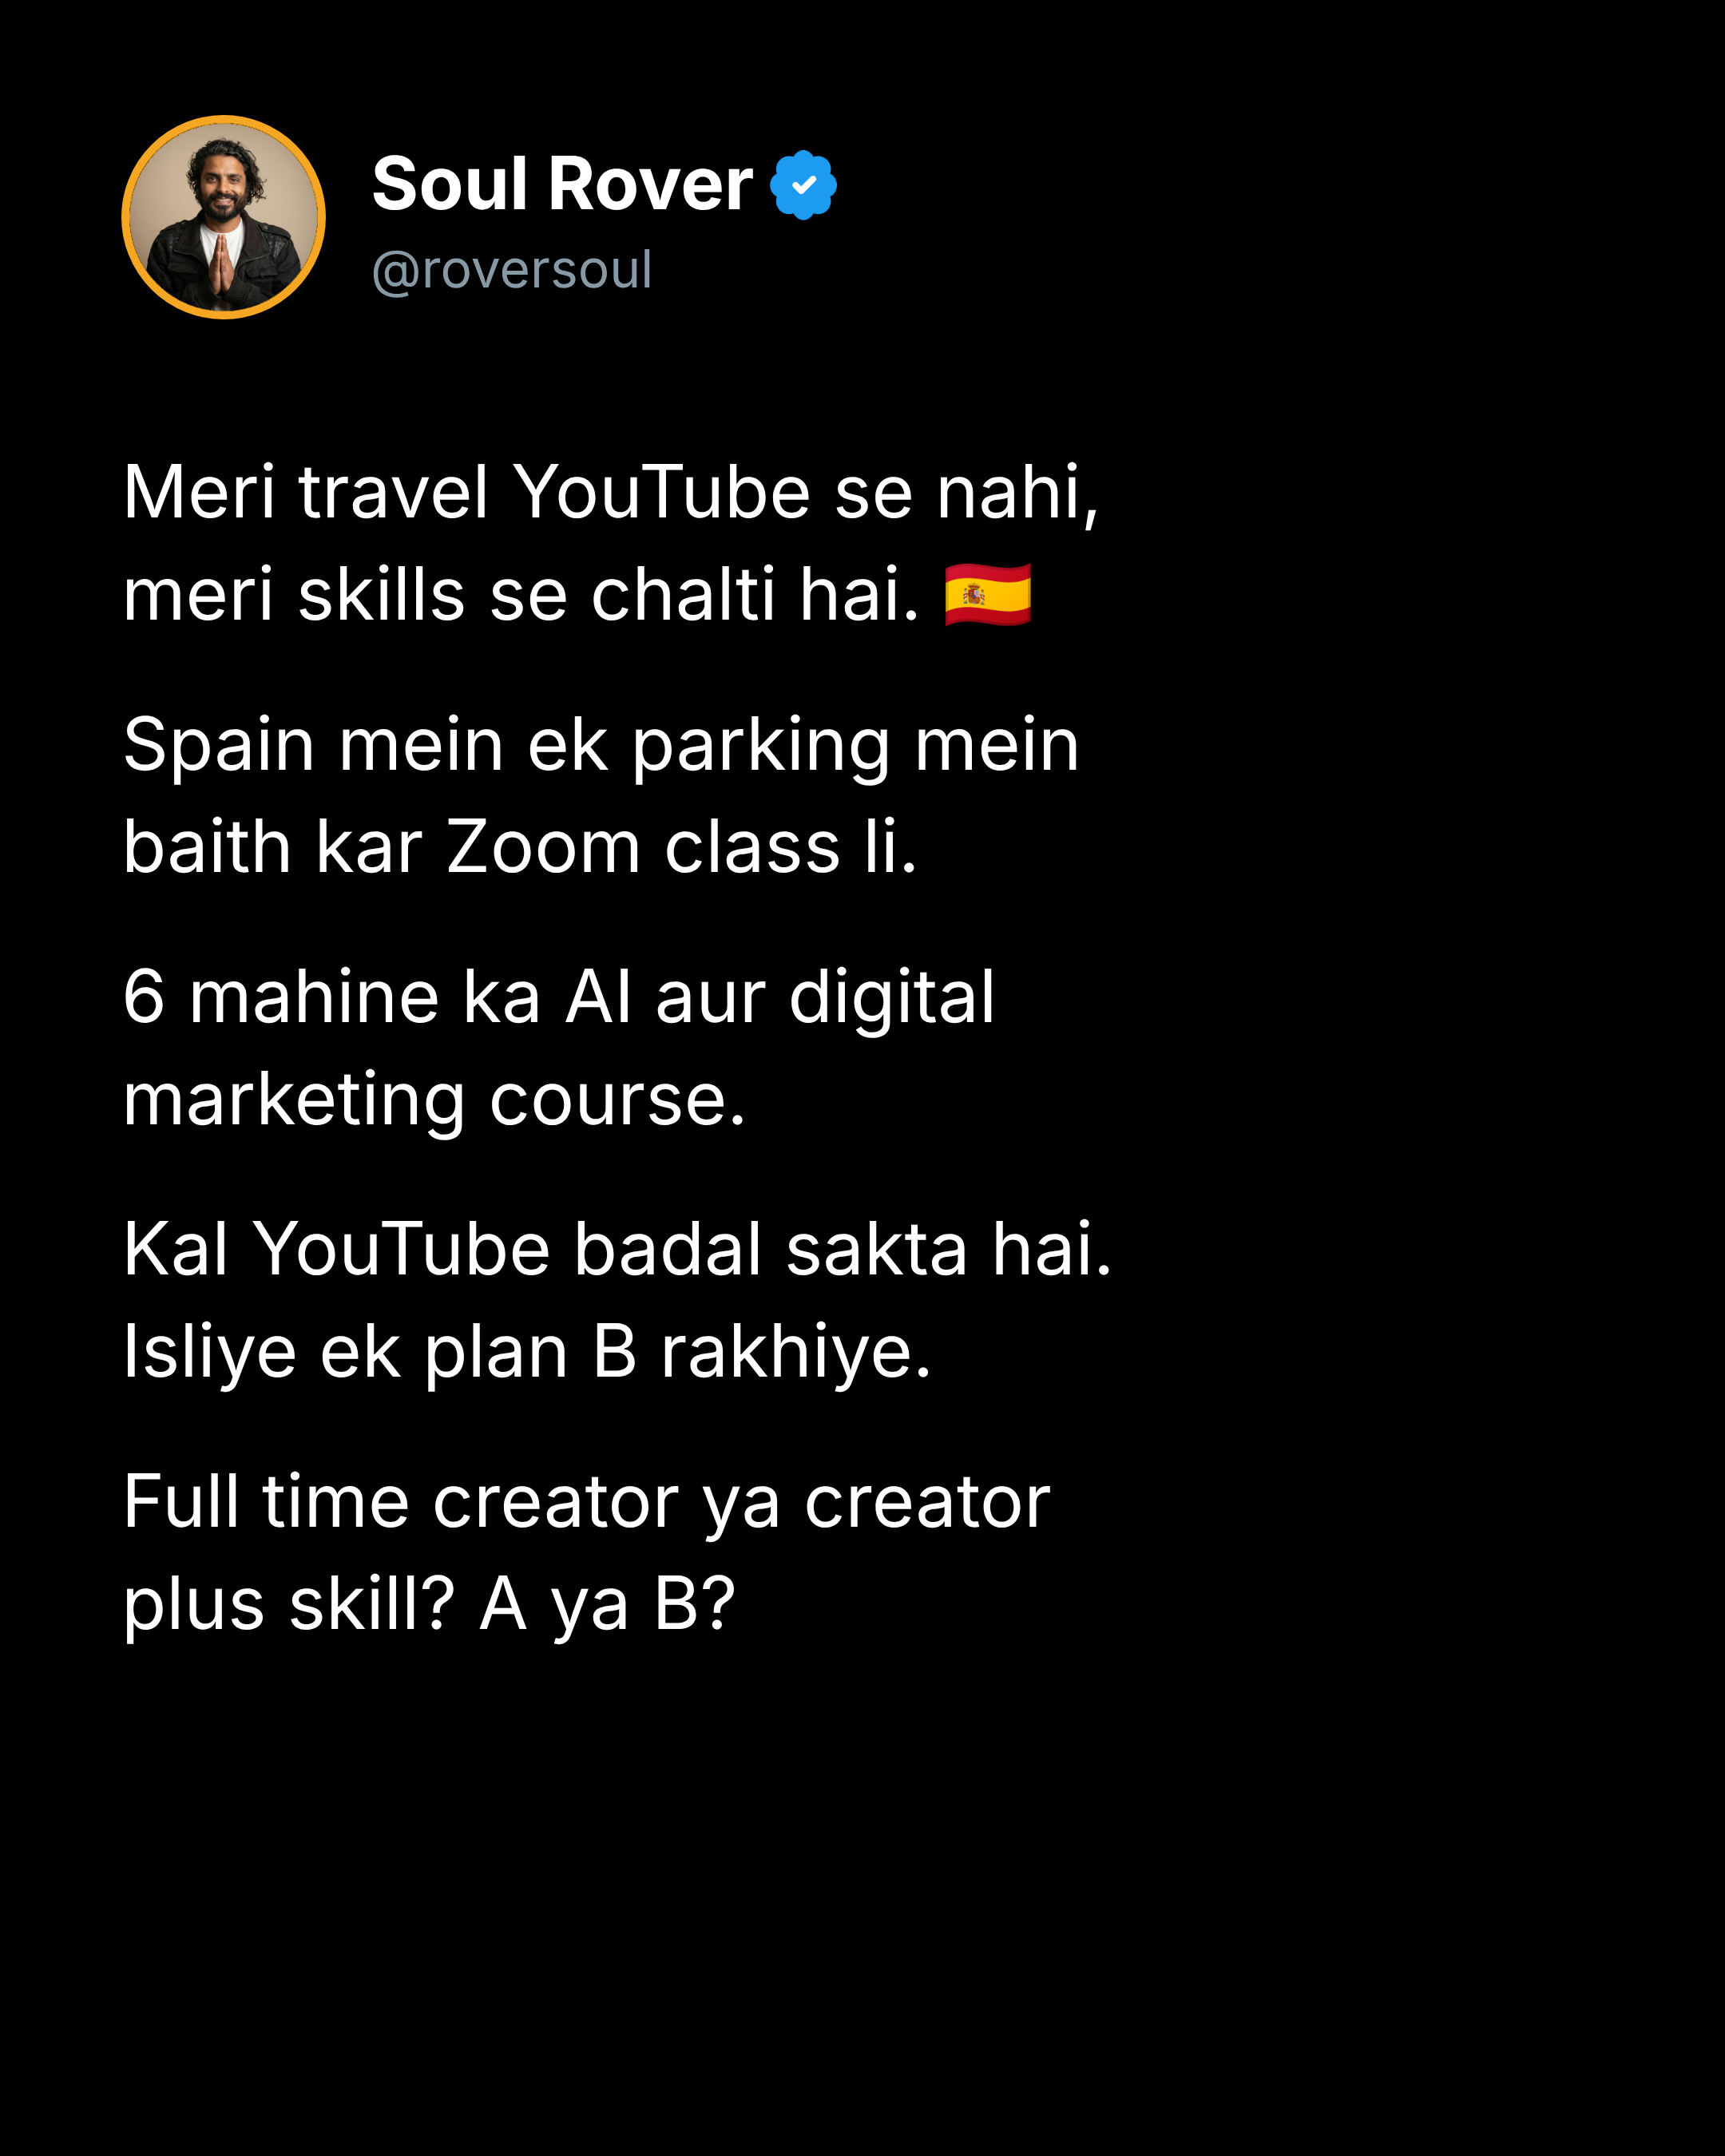 Soul Rover
@roversoul
Meri travel YouTube se nahi,
meri skills se chalti hai. 🇪🇸
Spain mein ek parking mein
baith kar Zoom class li.
6 mahine ka AI aur digital
marketing course.
Kal YouTube badal sakta hai.
Isliye ek plan B rakhiye.
Full time creator ya creator
plus skill? A ya B?